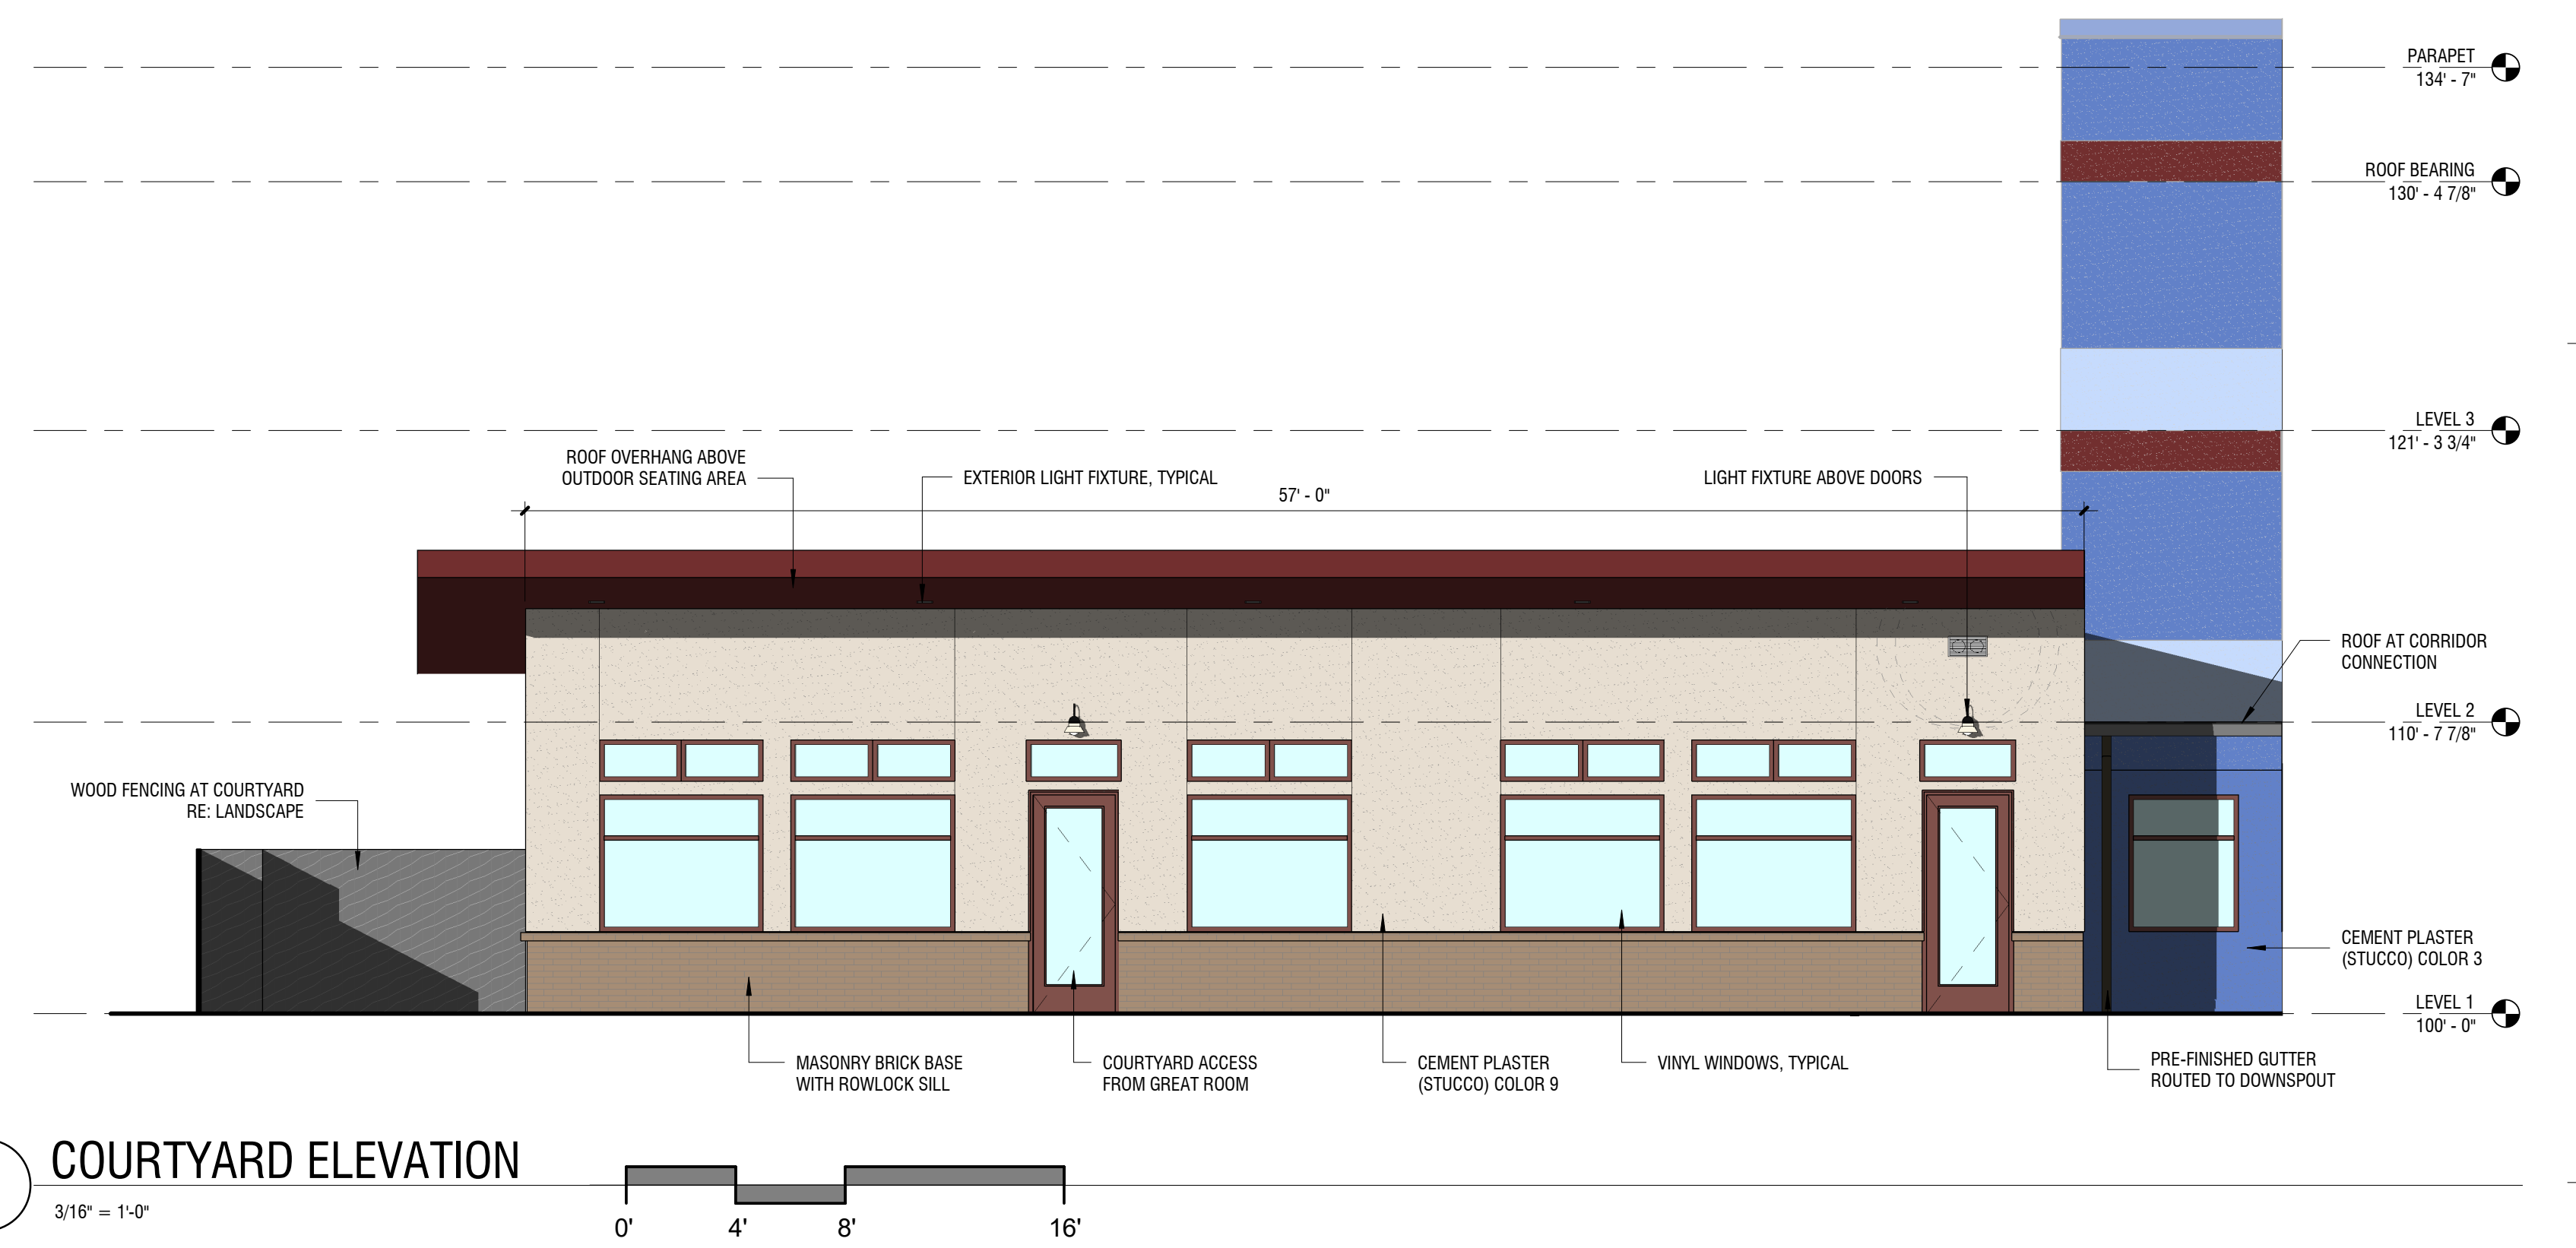 PARAPET
134' - 7"
ROOF BEARING
130' - 4 7/8"
LEVEL 3
121' - 3 3/4"
ROOF OVERHANG ABOVE
OUTDOOR SEATING AREA
EXTERIOR LIGHT FIXTURE, TYPICAL
57' - 0"
LIGHT FIXTURE ABOVE DOORS
ROOF AT CORRIDOR
CONNECTION
LEVEL 2
110' - 7 7/8"
WOOD FENCING AT COURTYARD
RE: LANDSCAPE
CEMENT PLASTER
(STUCCO) COLOR 3
LEVEL 1
100' - 0"
MASONRY BRICK BASE
WITH ROWLOCK SILL
COURTYARD ACCESS
FROM GREAT ROOM
CEMENT PLASTER
(STUCCO) COLOR 9
VINYL WINDOWS, TYPICAL
PRE-FINISHED GUTTER
ROUTED TO DOWNSPOUT
COURTYARD ELEVATION
3/16" = 1'-0"
0' 4' 8' 16'